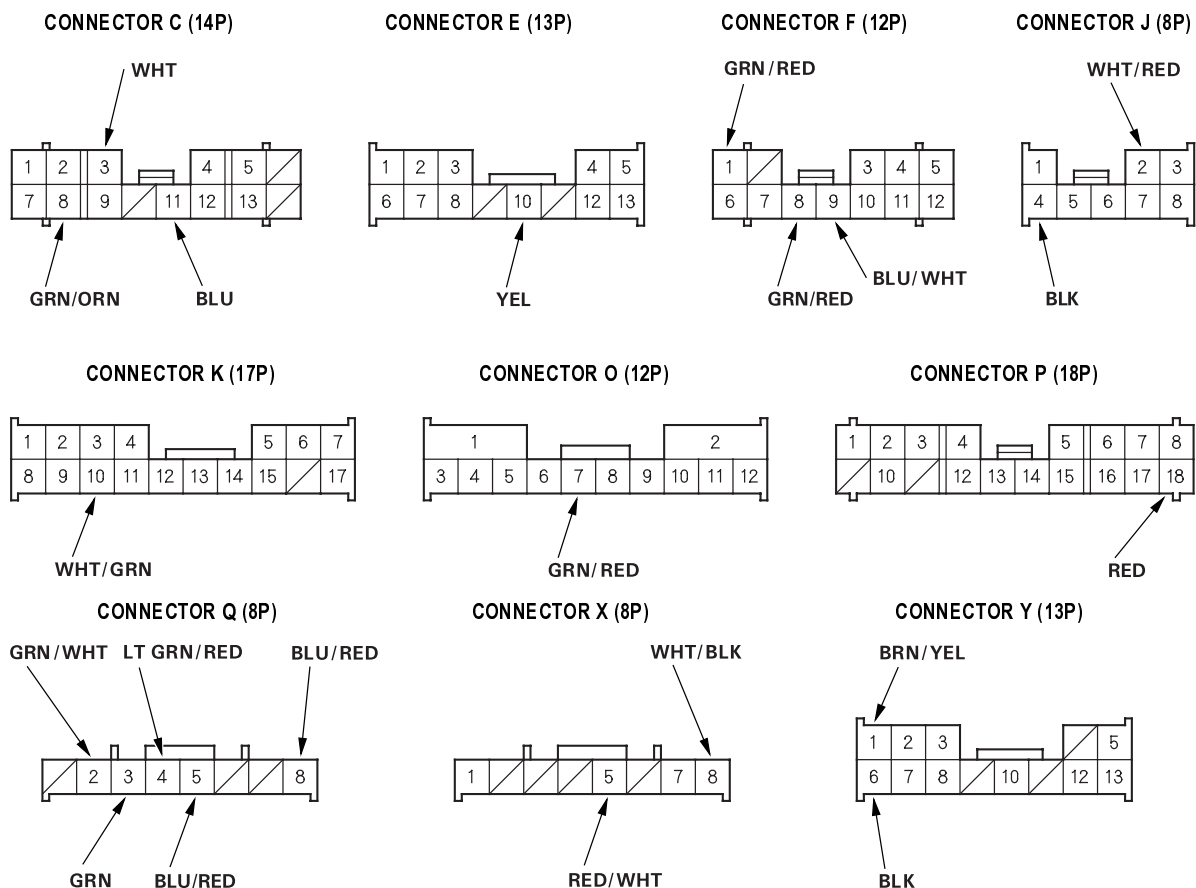 CONNECTOR C (14P)
WHT
1 2 3 4 5
7 8 9 11 12 13
GRN/ORN BLU
CONNECTOR E (13P)
1 2 3 4 5
6 7 8 10 12 13
YEL
CONNECTOR F (12P)
GRN/RED
1 3 4 5
6 7 8 9 10 11 12
BLU/WHT
GRN/RED
CONNECTOR J (8P)
WHT/RED
1 2 3
4 5 6 7 8
BLK
CONNECTOR K (17P)
1 2 3 4 5 6 7
8 9 10 11 12 13 14 15 17
WHT/GRN
CONNECTOR O (12P)
1 2
3 4 5 6 7 8 9 10 11 12
GRN/RED
CONNECTOR P (18P)
1 2 3 4 5 6 7 8
10 12 13 14 15 16 17 18
RED
CONNECTOR Q (8P)
GRN/WHT LT GRN/RED BLU/RED
2 3 4 5 8
GRN BLU/RED
CONNECTOR X (8P)
WHT/BLK
1 5 7 8
RED/WHT
CONNECTOR Y (13P)
BRN/YEL
1 2 3 5
6 7 8 10 12 13
BLK